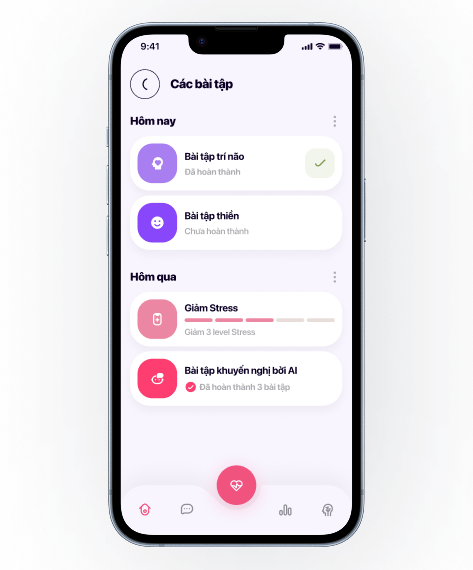 9:41
Các bài tập
Hôm nay
Bài tập trí não
Đã hoàn thành
Bài tập thiền
Chưa hoàn thành
Hôm qua
Giảm Stress
Giảm 3 level Stress
Bài tập khuyến nghị bởi AI
Đã hoàn thành 3 bài tập